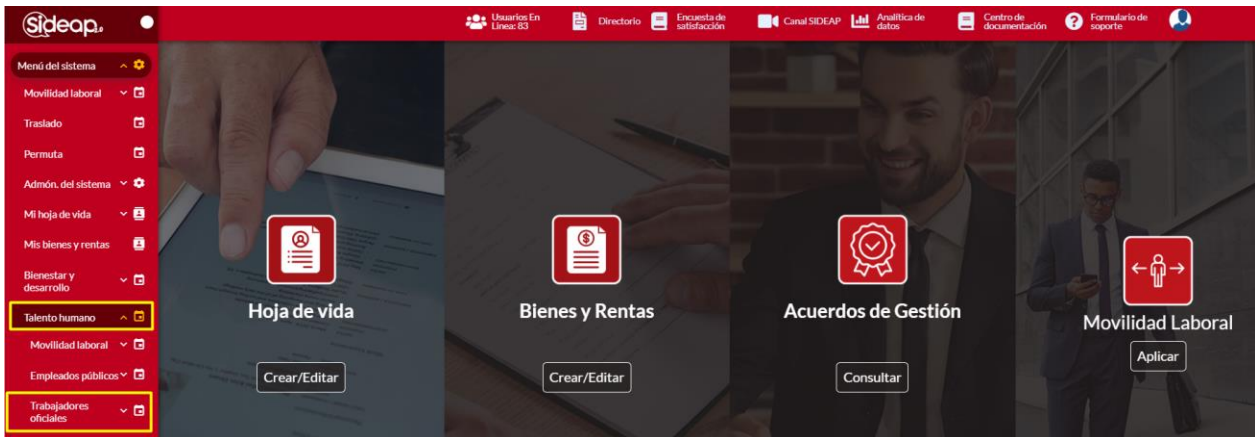 Sideap2.0
Usuarios En
Línea: 83
Directorio
Encuesta de
satisfacción
Canal SIDEAP
Analítica de
datos
Centro de
documentación
Formulario de
soporte
Menú del sistema
Movilidad laboral
Traslado
Permuta
Admón. del sistema
Mi hoja de vida
Mis bienes y rentas
Bienestar y
desarrollo
Talento humano
Movilidad laboral
Empleados públicos
Trabajadores
oficiales
Hoja de vida
Crear/Editar
Bienes y Rentas
Crear/Editar
Acuerdos de Gestión
Consultar
Movilidad Laboral
Aplicar